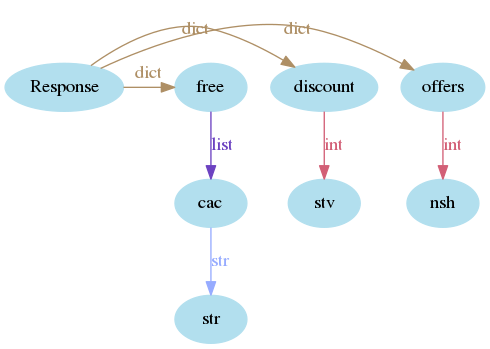 dict dict
dict
Response free discount offers
list int int
cac stv nsh
str
str